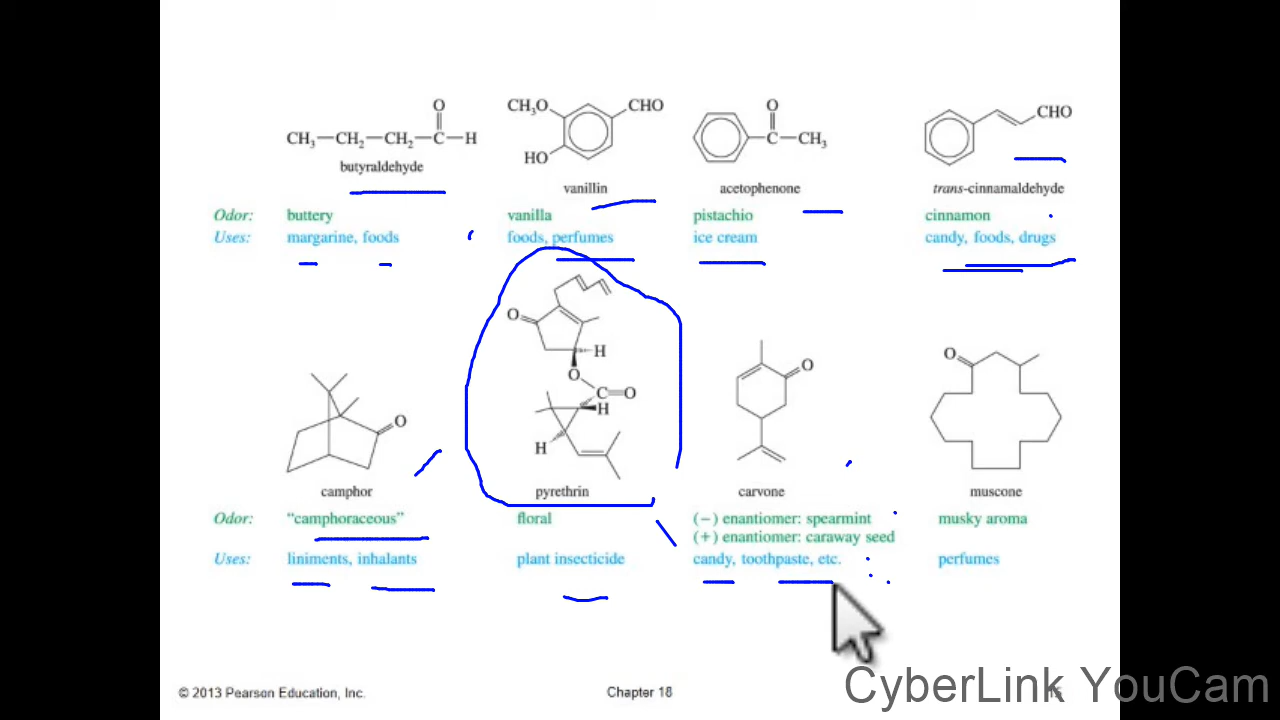 O
CH₃—CH₂—CH₂—C—H
butyraldehyde
CH₃O
CHO
HO
vanillin
O
C—CH₃
acetophenone
CHO
trans-cinnamaldehyde
Odor: buttery vanilla pistachio cinnamon
Uses: margarine, foods foods, perfumes ice cream candy, foods, drugs
O
camphor
O
H
O
C=O
H
H
pyrethrin
O
carvone
O
muscone
Odor: "camphoraceous" floral (−) enantiomer: spearmint musky aroma
(+) enantiomer: caraway seed
Uses: liniments, inhalants plant insecticide candy, toothpaste, etc. perfumes
© 2013 Pearson Education, Inc. Chapter 18
CyberLink YouCam